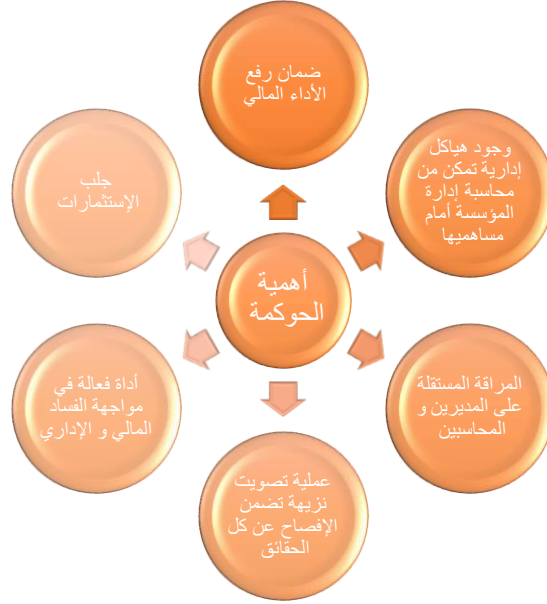 ضمان رفع
الأداء المالي
وجود هياكل
إدارية تمكن من
محاسبة إدارة
المؤسسة أمام
مساهميها
المراقة المستقلة
على المديرين و
المحاسبين
عملية تصويت
نزيهة تضمن
الإفصاح عن كل
الحقائق
أداة فعالة في
مواجهة الفساد
المالي و الإداري
جلب
الإستثمارات
أهمية
الحوكمة